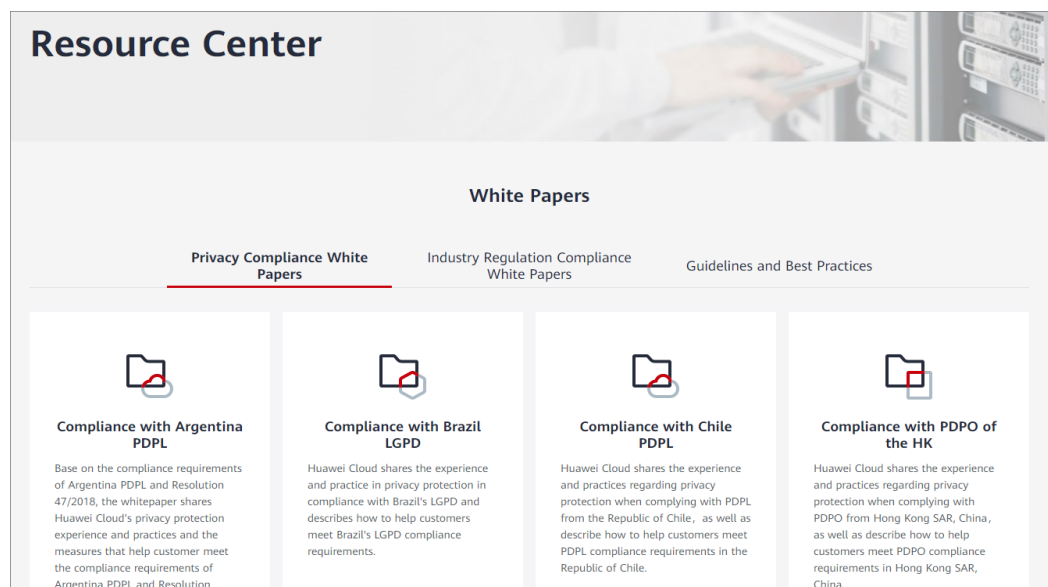 Resource Center
White Papers
Privacy Compliance White
Papers
Industry Regulation Compliance
White Papers
Guidelines and Best Practices
Compliance with Argentina
PDPL
Base on the compliance requirements
of Argentina PDPL and Resolution
47/2018, the whitepaper shares
Huawei Cloud's privacy protection
experience and practices and the
measures that help customer meet
the compliance requirements of
Argentina PDPL and Resolution
Compliance with Brazil
LGPD
Huawei Cloud shares the experience
and practice in privacy protection in
compliance with Brazil's LGPD and
describes how to help customers
meet Brazil's LGPD compliance
requirements.
Compliance with Chile
PDPL
Huawei Cloud shares the experience
and practices regarding privacy
protection when complying with PDPL
from the Republic of Chile，as well as
describe how to help customers meet
PDPL compliance requirements in the
Republic of Chile.
Compliance with PDPO of
the HK
Huawei Cloud shares the experience
and practices regarding privacy
protection when complying with
PDPO from Hong Kong SAR, China，
as well as describe how to help
customers meet PDPO compliance
requirements in Hong Kong SAR,
China.